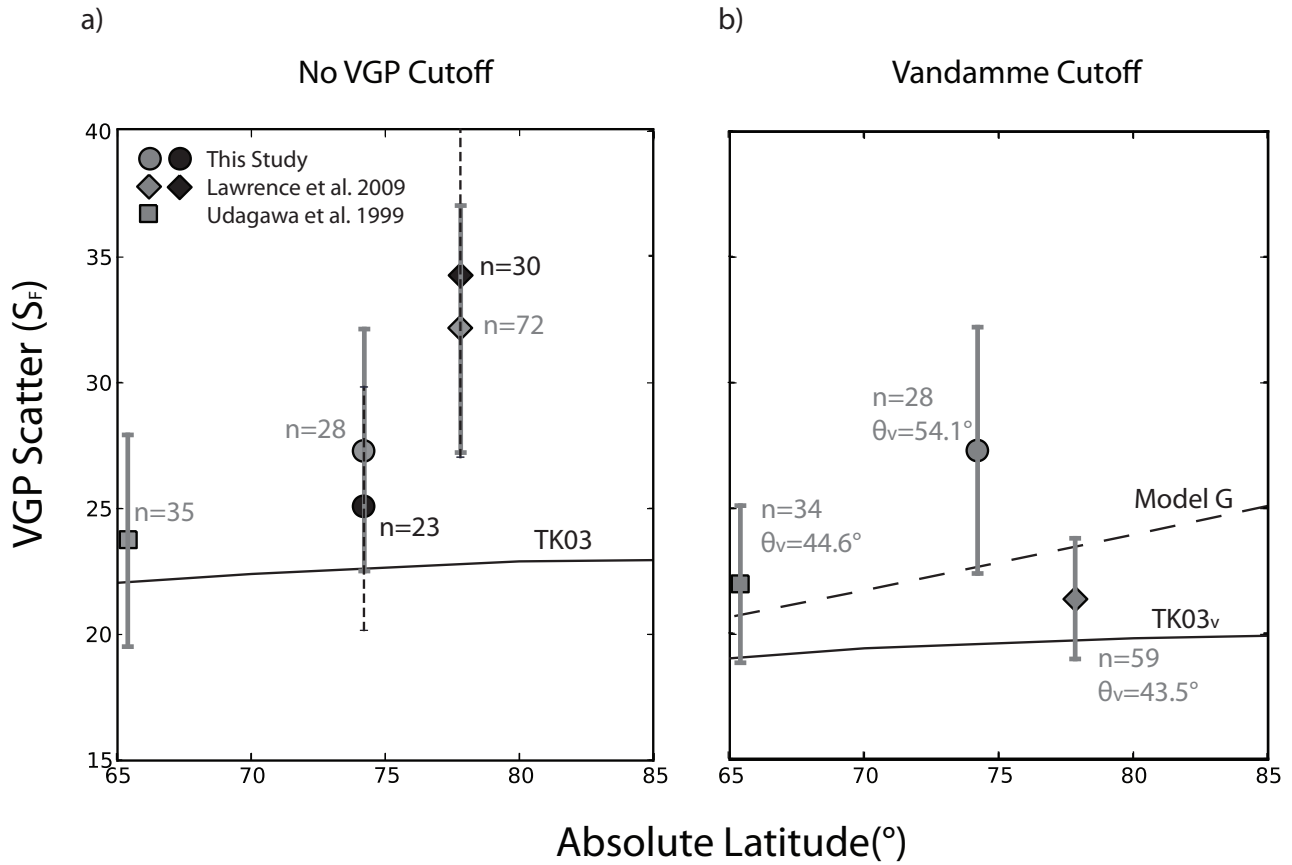 a)
No VGP Cutoff
VGP Scatter (SF)
40
35
30
25
20
15
65
70
75
80
85
This Study
Lawrence et al. 2009
Udagawa et al. 1999
n=30
n=72
n=28
n=35
n=23
TK03
b)
Vandamme Cutoff
n=28
θv=54.1°
Model G
n=34
θv=44.6°
TK03v
n=59
θv=43.5°
65
70
75
80
85
Absolute Latitude(°)